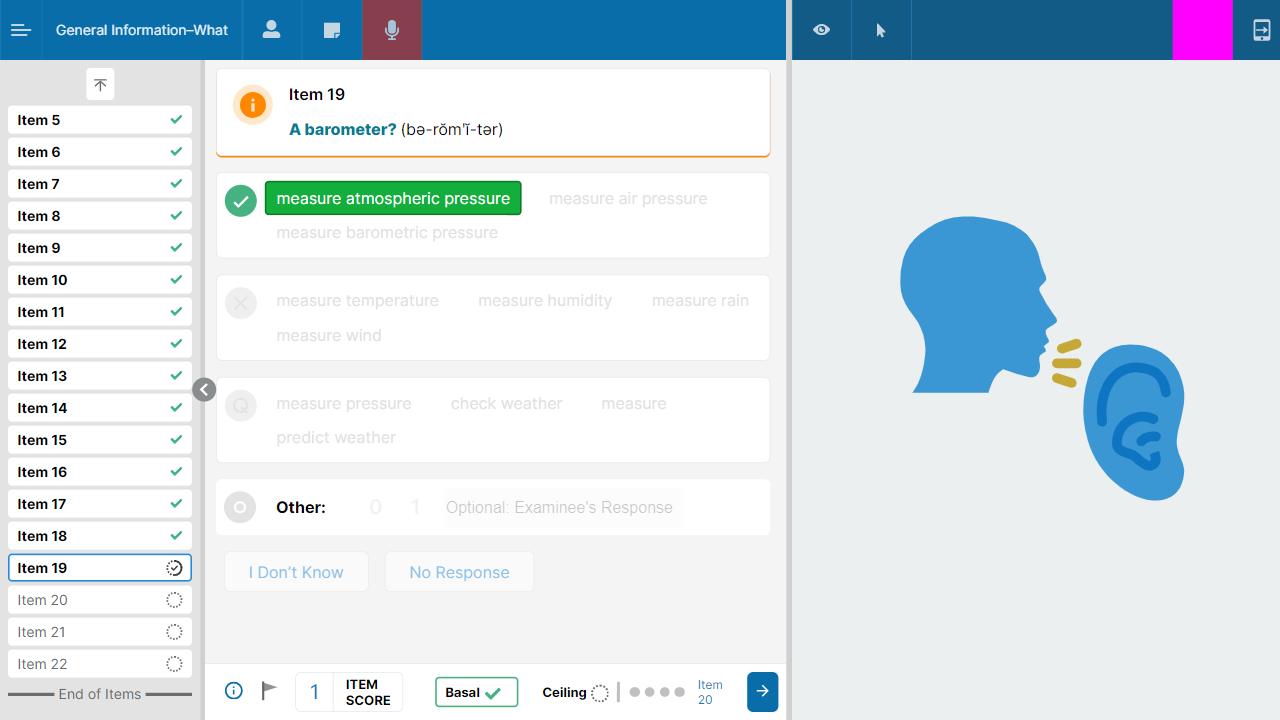 General Information–What
Item 5
Item 6
Item 7
Item 8
Item 9
Item 10
Item 11
Item 12
Item 13
Item 14
Item 15
Item 16
Item 17
Item 18
Item 19
Item 20
Item 21
Item 22
End of Items
Item 19
A barometer? (bə-rŏm'ĭ-tər)
measure atmospheric pressure measure air pressure
measure barometric pressure
measure temperature measure humidity measure rain
measure wind
Q measure pressure check weather measure
predict weather
Other: 0 1 Optional: Examinee's Response
I Don't Know No Response
1 ITEM SCORE Basal Ceiling Item 20